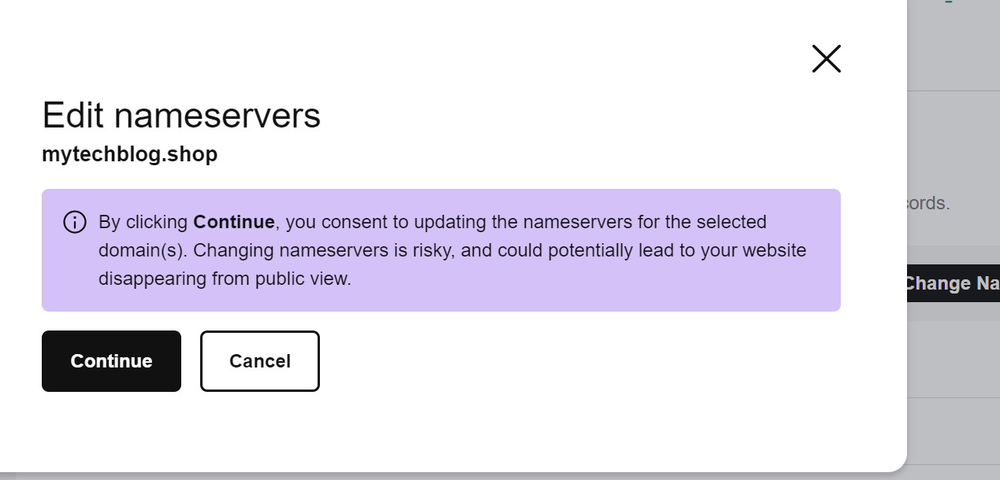 Edit nameservers
mytechblog.shop
By clicking Continue, you consent to updating the nameservers for the selected
domain(s). Changing nameservers is risky, and could potentially lead to your website
disappearing from public view.
Continue
Cancel
cords.
Change Na